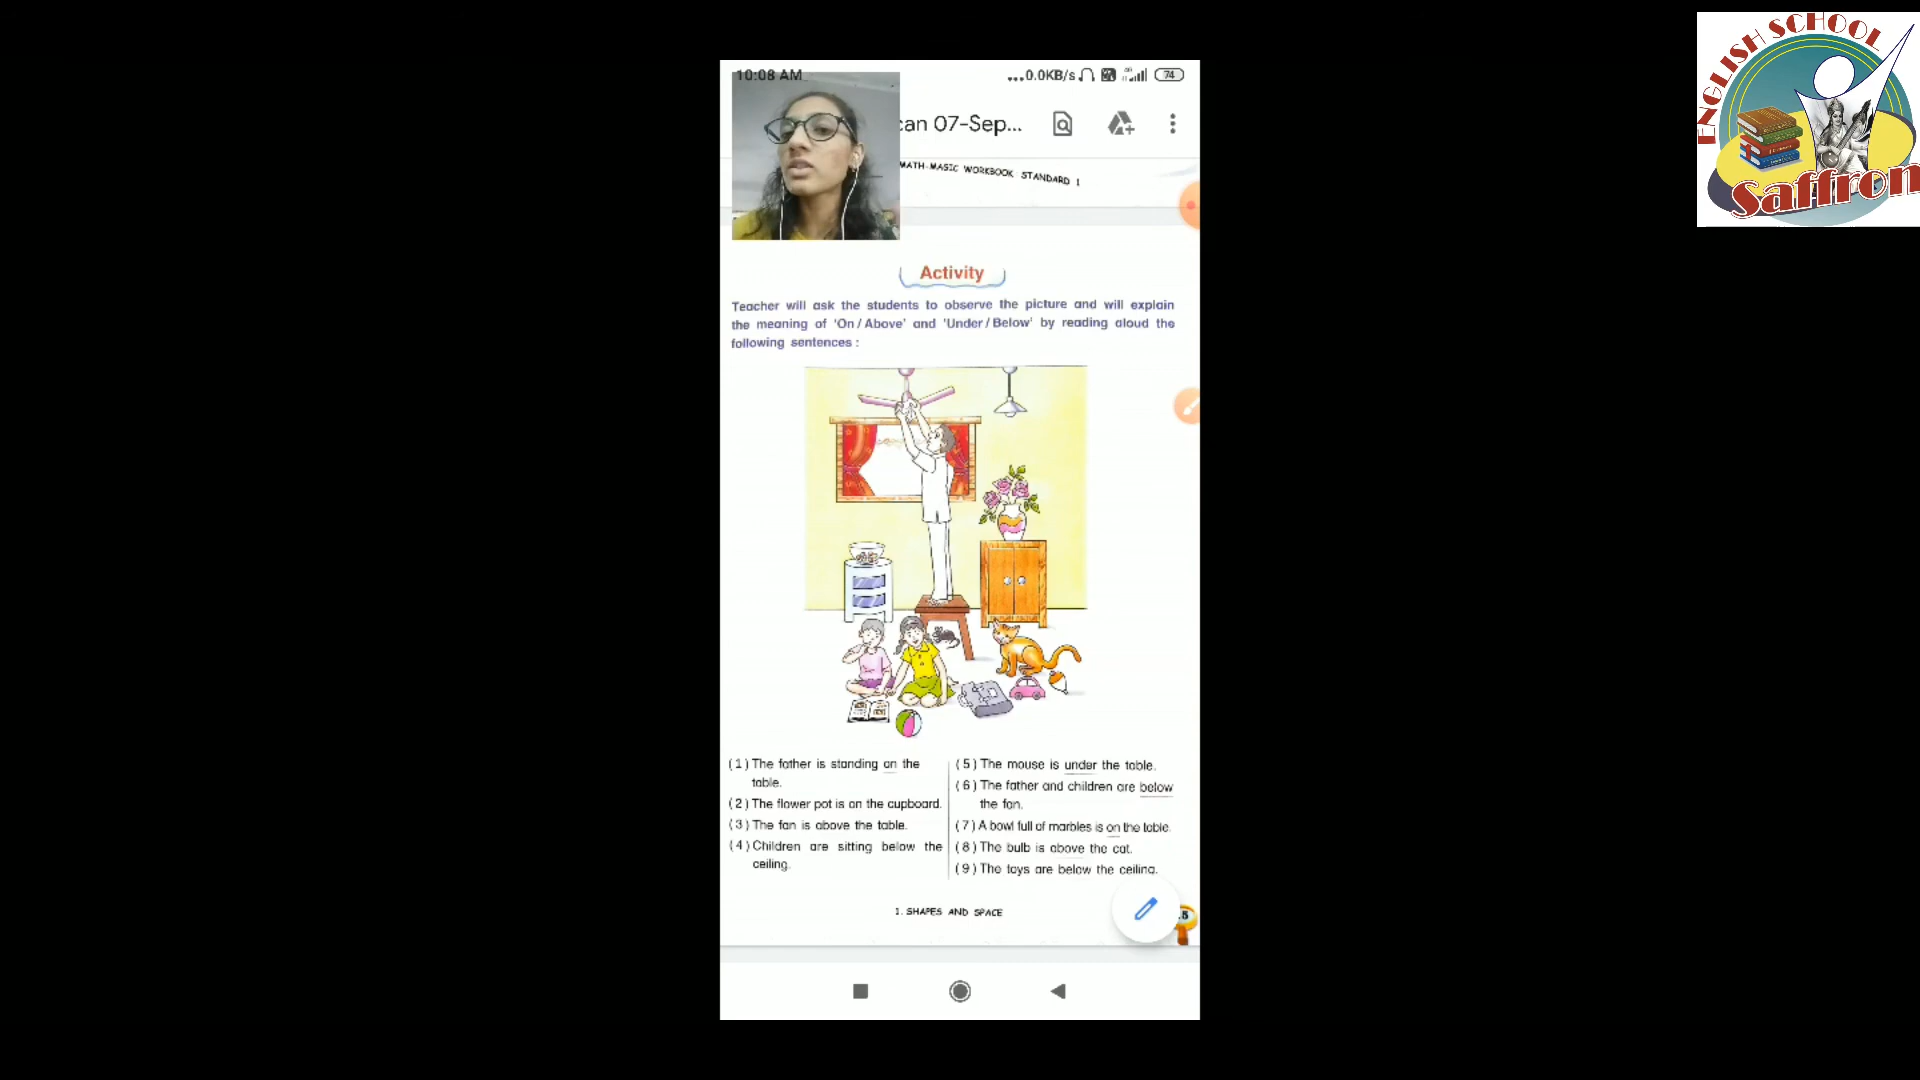 10:08 AM
...0.0KB/s
74
can 07-Sep...
MATH-MAGIC WORKBOOK STANDARD 1
ENGLISH SCHOOL
Saffron
Activity
Teacher will ask the students to observe the picture and will explain
the meaning of 'On / Above' and 'Under / Below' by reading aloud the
following sentences :
(1) The father is standing on the
table.
(2) The flower pot is on the cupboard.
(3) The fan is above the table.
(4) Children are sitting below the
ceiling.
(5) The mouse is under the table.
(6) The father and children are below
the fan.
(7) A bowl full of marbles is on the table.
(8) The bulb is above the cat.
(9) The toys are below the ceiling.
1. SHAPES AND SPACE